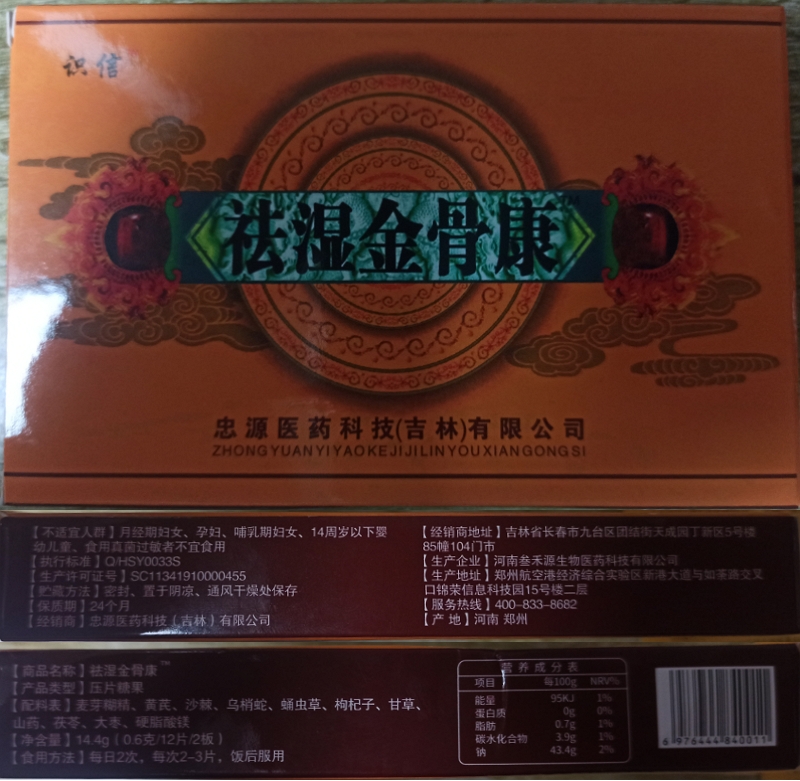 识信
祛湿金骨康™
忠源医药科技(吉林)有限公司
ZHONGYUANYIYAOKEJIJILINYOUXIANGONGSI
【不适宜人群】月经期妇女、孕妇、哺乳期妇女、14周岁以下婴
幼儿童、食用真菌过敏者不宜食用
【执行标准】Q/HSY0033S
【生产许可证号】SC11341910000455
【贮藏方法】密封、置于阴凉、通风干燥处保存
【保质期】24个月
【经销商】忠源医药科技(吉林)有限公司
【经销商地址】吉林省长春市九台区团结街天成园丁新区5号楼
85幢104门市
【生产企业】河南叁禾源生物医药科技有限公司
【生产地址】郑州航空港经济综合实验区新港大道与如荼路交叉
口锦荣信息科技园15号楼二层
【服务热线】400-833-8682
【产 地】河南 郑州
【商品名称】祛湿金骨康™
【产品类型】压片糖果
【配料表】麦芽糊精、黄芪、沙棘、乌梢蛇、蛹虫草、枸杞子、甘草、
山药、茯苓、大枣、硬脂酸镁
【净含量】14.4g(0.6克/12片/2板)
【食用方法】每日2次，每次2-3片，饭后服用
营养成分表
项目 每100g NRV%
能量 95KJ 1%
蛋白质 0g 0%
脂肪 0.7g 1%
碳水化合物 3.9g 1%
钠 43.4g 2%
6 976444 840011